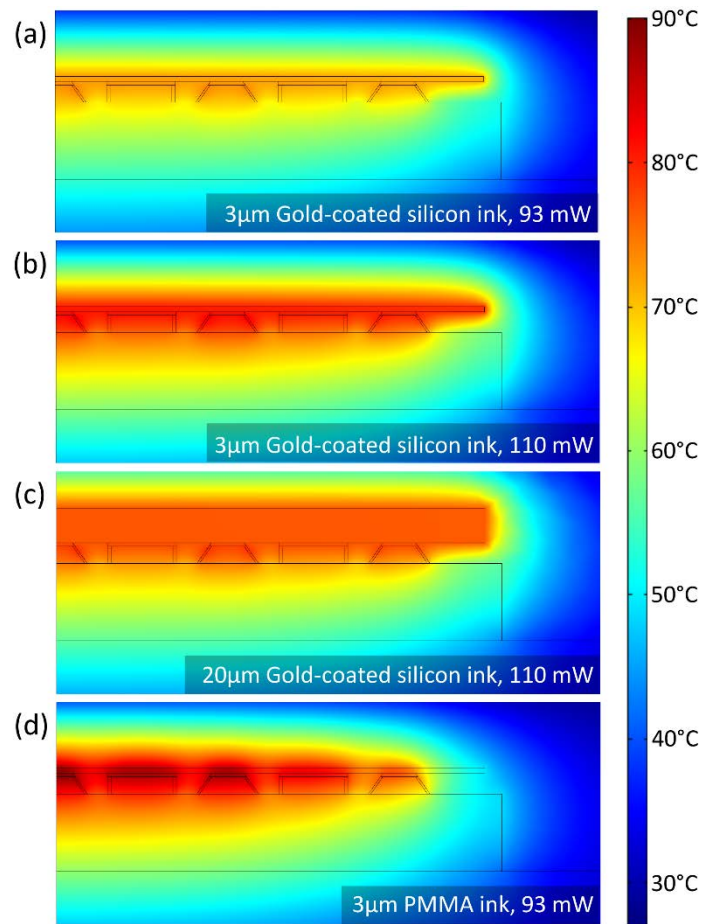 (a)
3µm Gold-coated silicon ink, 93 mW
(b)
3µm Gold-coated silicon ink, 110 mW
(c)
20µm Gold-coated silicon ink, 110 mW
(d)
3µm PMMA ink, 93 mW
90°C
80°C
70°C
60°C
50°C
40°C
30°C